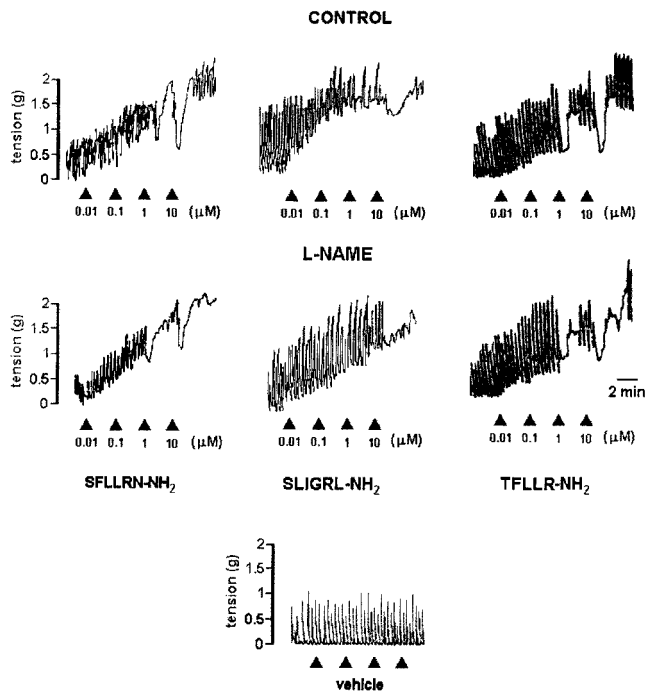 CONTROL
tension (g)
2
1.5
1
0.5
0
0.01 0.1 1 10 (μM)
0.01 0.1 1 10 (μM)
0.01 0.1 1 10 (μM)
L-NAME
tension (g)
2
1.5
1
0.5
0
2 min
0.01 0.1 1 10 (μM)
0.01 0.1 1 10 (μM)
0.01 0.1 1 10 (μM)
SFLLRN-NH₂ SLIGRL-NH₂ TFLLR-NH₂
tension (g)
2
1.5
1
0.5
0
vehicle